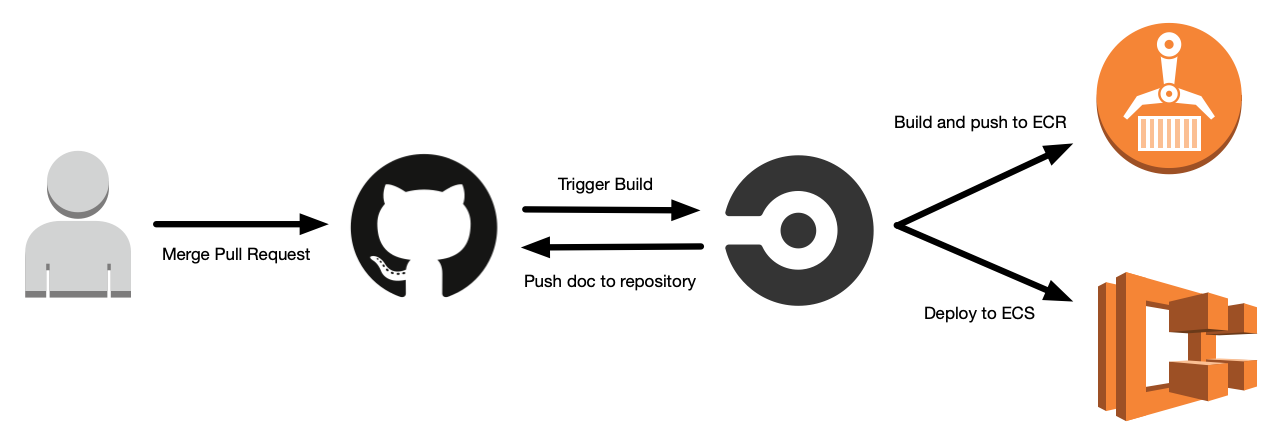 Build and push to ECR
Trigger Build
Merge Pull Request
Push doc to repository
Deploy to ECS